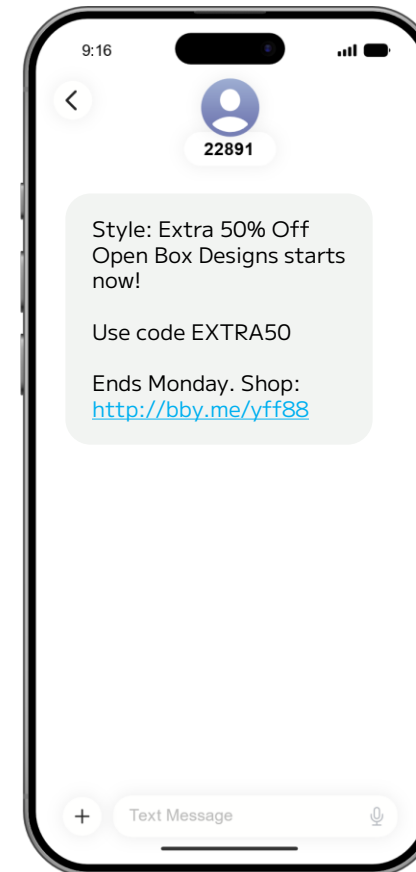 9:16
22891
Style: Extra 50% Off
Open Box Designs starts
now!
Use code EXTRA50
Ends Monday. Shop:
http://bby.me/yff88
Text Message